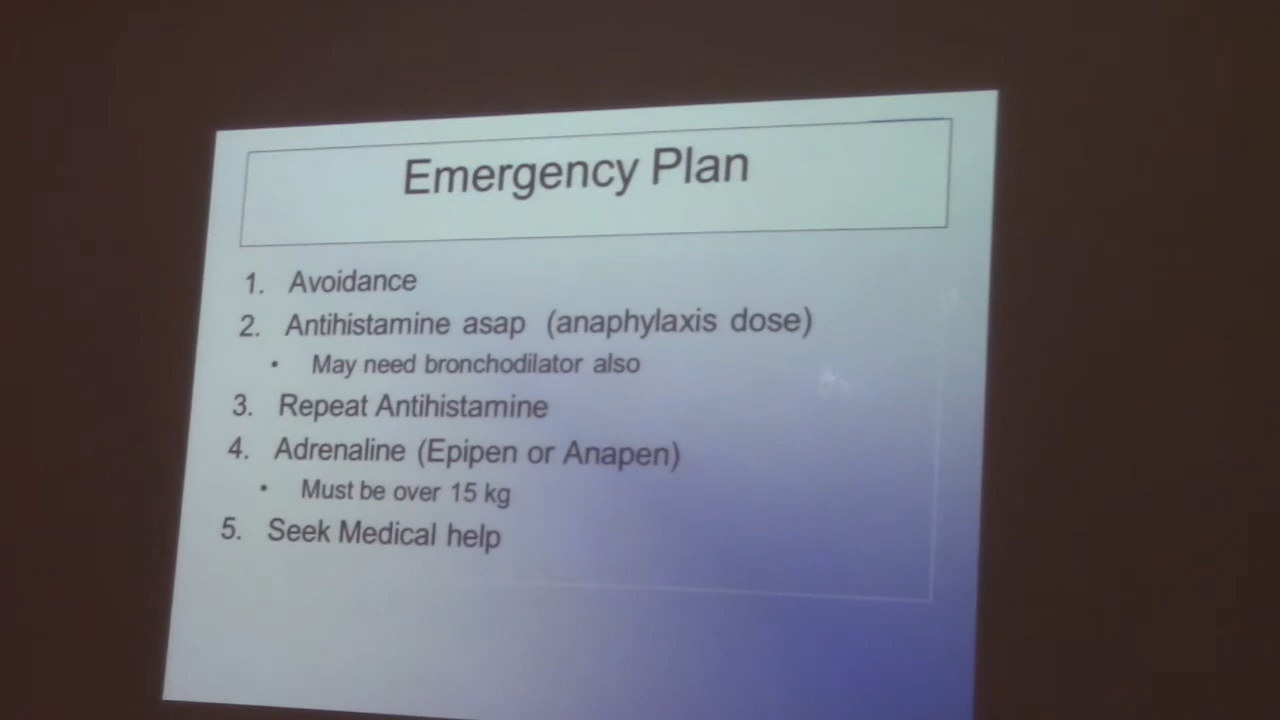 Emergency Plan
1. Avoidance
2. Antihistamine asap (anaphylaxis dose)
• May need bronchodilator also
3. Repeat Antihistamine
4. Adrenaline (Epipen or Anapen)
• Must be over 15 kg
5. Seek Medical help